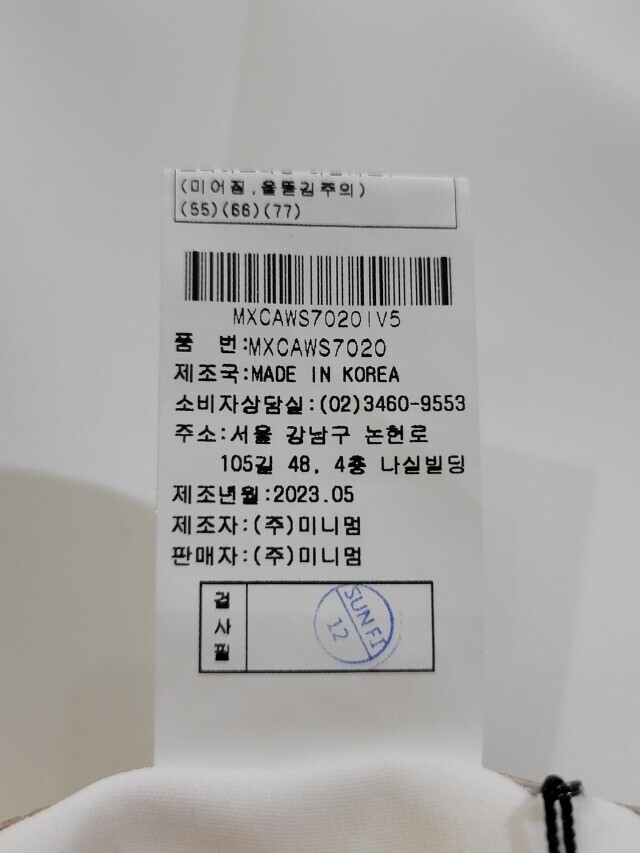 (미어짐,올뜯김주의)
(55)(66)(77)
MXCAWS7020IV5
품 번:MXCAWS7020
제조국:MADE IN KOREA
소비자상담실:(02)3460-9553
주소:서울 강남구 논현로
105길 48, 4층 나실빌딩
제조년월:2023.05
제조자:(주)미니멈
판매자:(주)미니멈
검사필
SUNFI
12